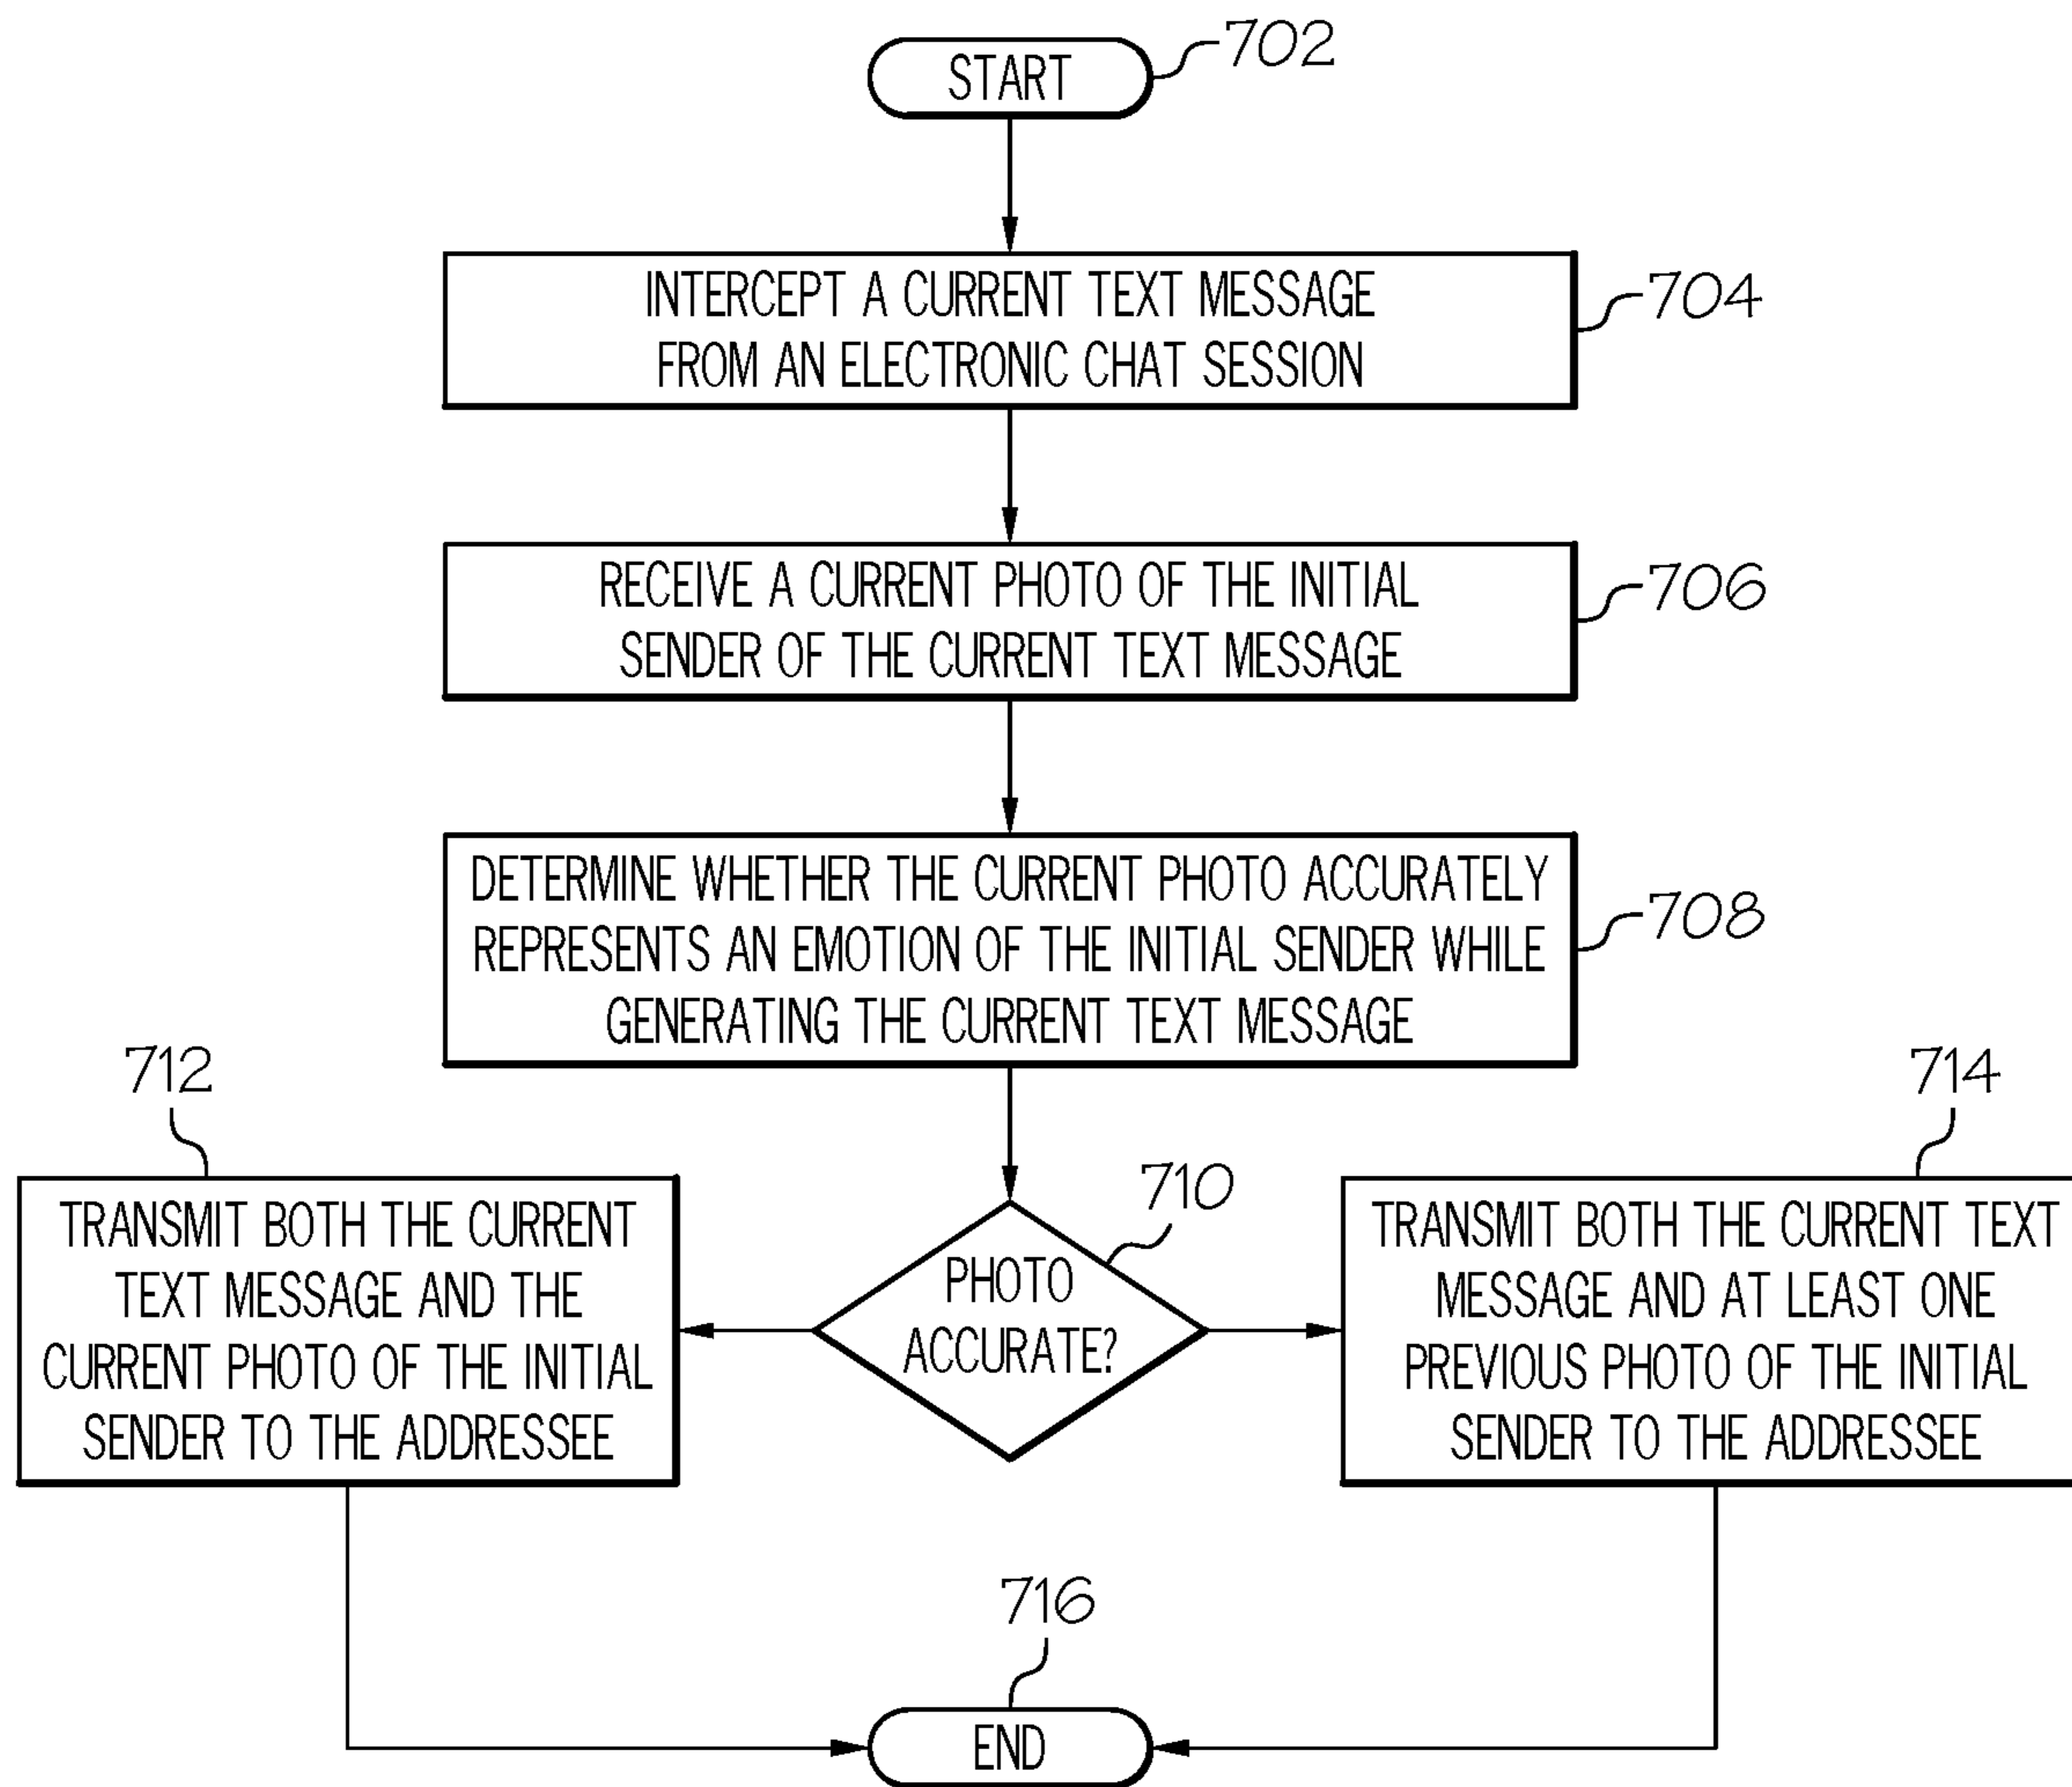 START
702
INTERCEPT A CURRENT TEXT MESSAGE
FROM AN ELECTRONIC CHAT SESSION
704
RECEIVE A CURRENT PHOTO OF THE INITIAL
SENDER OF THE CURRENT TEXT MESSAGE
706
DETERMINE WHETHER THE CURRENT PHOTO ACCURATELY
REPRESENTS AN EMOTION OF THE INITIAL SENDER WHILE
GENERATING THE CURRENT TEXT MESSAGE
708
712
TRANSMIT BOTH THE CURRENT
TEXT MESSAGE AND THE
CURRENT PHOTO OF THE INITIAL
SENDER TO THE ADDRESSEE
710
PHOTO
ACCURATE?
714
TRANSMIT BOTH THE CURRENT TEXT
MESSAGE AND AT LEAST ONE
PREVIOUS PHOTO OF THE INITIAL
SENDER TO THE ADDRESSEE
716
END